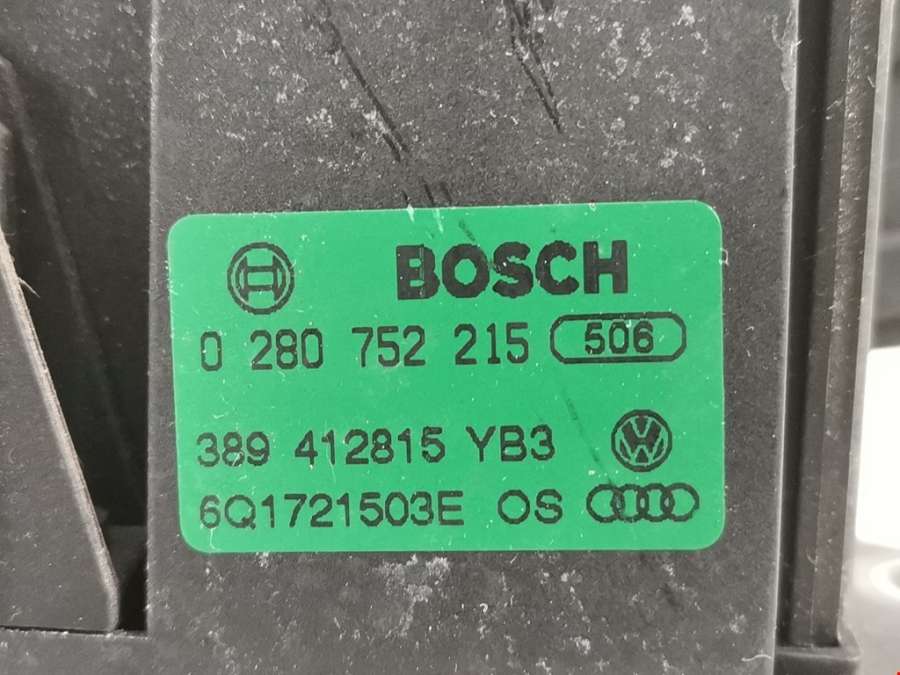 BOSCH
0 280 752 215 506
389 412815 YB3
6Q1721503E OS